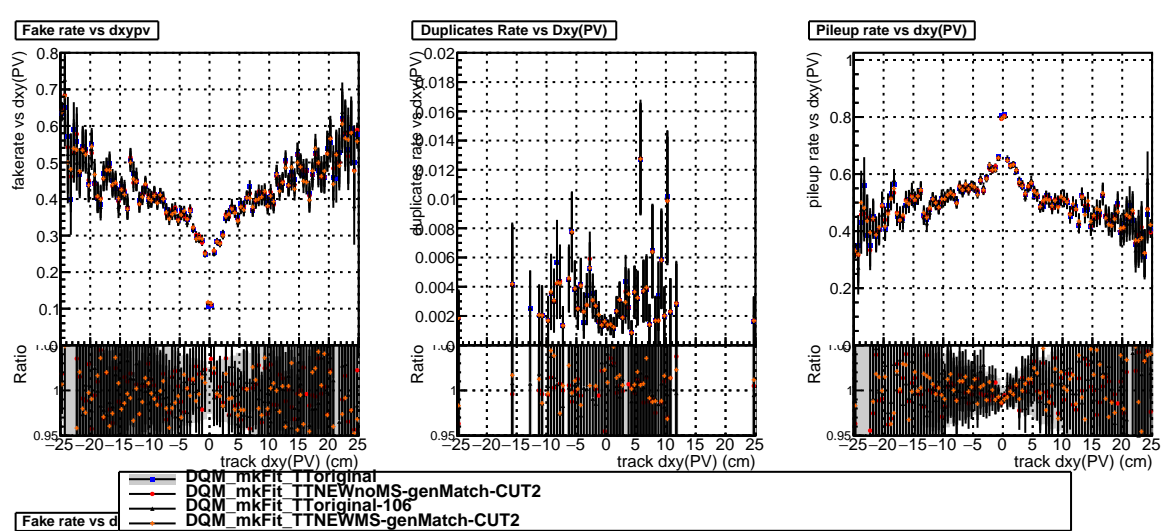 Fake rate vs dxypv
Duplicates Rate vs Dxy(PV)
Pileup rate vs dxy(PV)
fakerate vs dxy(PV)
0.8
0.7
0.6
0.5
0.4
0.3
0.2
0.1
0
Ratio
1
0.95
−25 −20 −15 −10 −5 0 5 10 15 20 25
track dxy(PV) (cm)
duplicates rate vs dxy(PV)
0.02
0.018
0.016
0.014
0.012
0.01
0.008
0.006
0.004
0.002
0
Ratio
1
0.95
−25 −20 −15 −10 −5 0 5 10 15 20 25
track dxy(PV) (cm)
pileup rate vs dxy(PV)
1
0.8
0.6
0.4
0.2
0
Ratio
1
0.95
−25 −20 −15 −10 −5 0 5 10 15 20 25
track dxy(PV) (cm)
DQM_mkFit_TToriginal
DQM_mkFit_TTNEWnoMS-genMatch-CUT2
DQM_mkFit_TToriginal-106
DQM_mkFit_TTNEWMS-genMatch-CUT2
Fake rate vs d